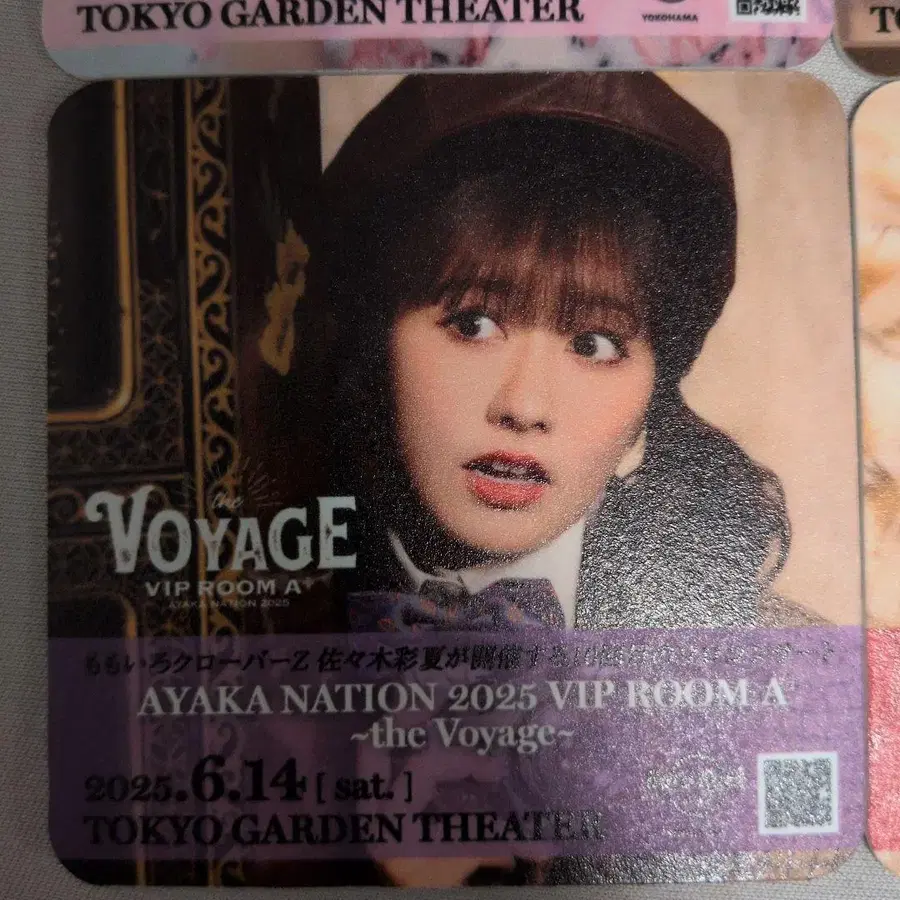 TOKYO GARDEN THEATER
YOKOHAMA
TO
the
VOYAGE
VIP ROOM A+
AYAKA NATION 2025
ももいろクローバーZ 佐々木彩夏が開催する
AYAKA NATION 2025 VIP ROOM A+
~the Voyage~
2025.6.14 [ sat. ]
TOKYO GARDEN THEATER